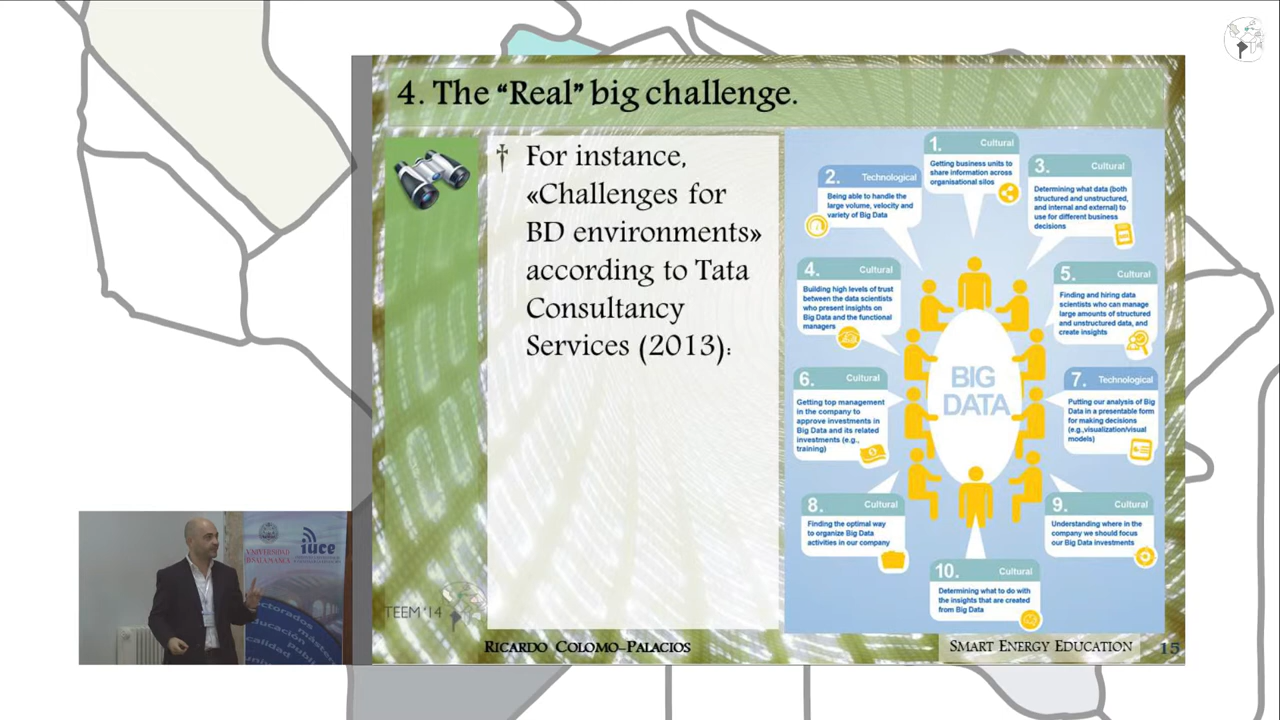 4. The “Real” big challenge.
† For instance,
«Challenges for
BD environments»
according to Tata
Consultancy
Services (2013):
1. Cultural
Getting business units to
share information across
organisational silos
2. Technological
Being able to handle the
large volume, velocity and
variety of Big Data
3. Cultural
Determining what data (both
structured and unstructured,
and internal and external) to
use for different business
decisions
4. Cultural
Building high levels of trust
between the data scientists
who present insights on
Big Data and the functional
managers
5. Cultural
Finding and hiring data
scientists who can manage
large amounts of structured
and unstructured data, and
create insights
6. Cultural
Getting top management
in the company to
approve investments in
Big Data and its related
investments (e.g.,
training)
7. Technological
Putting our analysis of Big
Data in a presentable form
for making decisions
(e.g.,visualization/visual
models)
8. Cultural
Finding the optimal way
to organize Big Data
activities in our company
9. Cultural
Understanding where in the
company we should focus
our Big Data investments
10. Cultural
Determining what to do with
the insights that are created
from Big Data
BIG
DATA
TEEM'14
RICARDO COLOMO-PALACIOS
SMART ENERGY EDUCATION
15
VNIVERSIDAD
D SALAMANCA
iuce